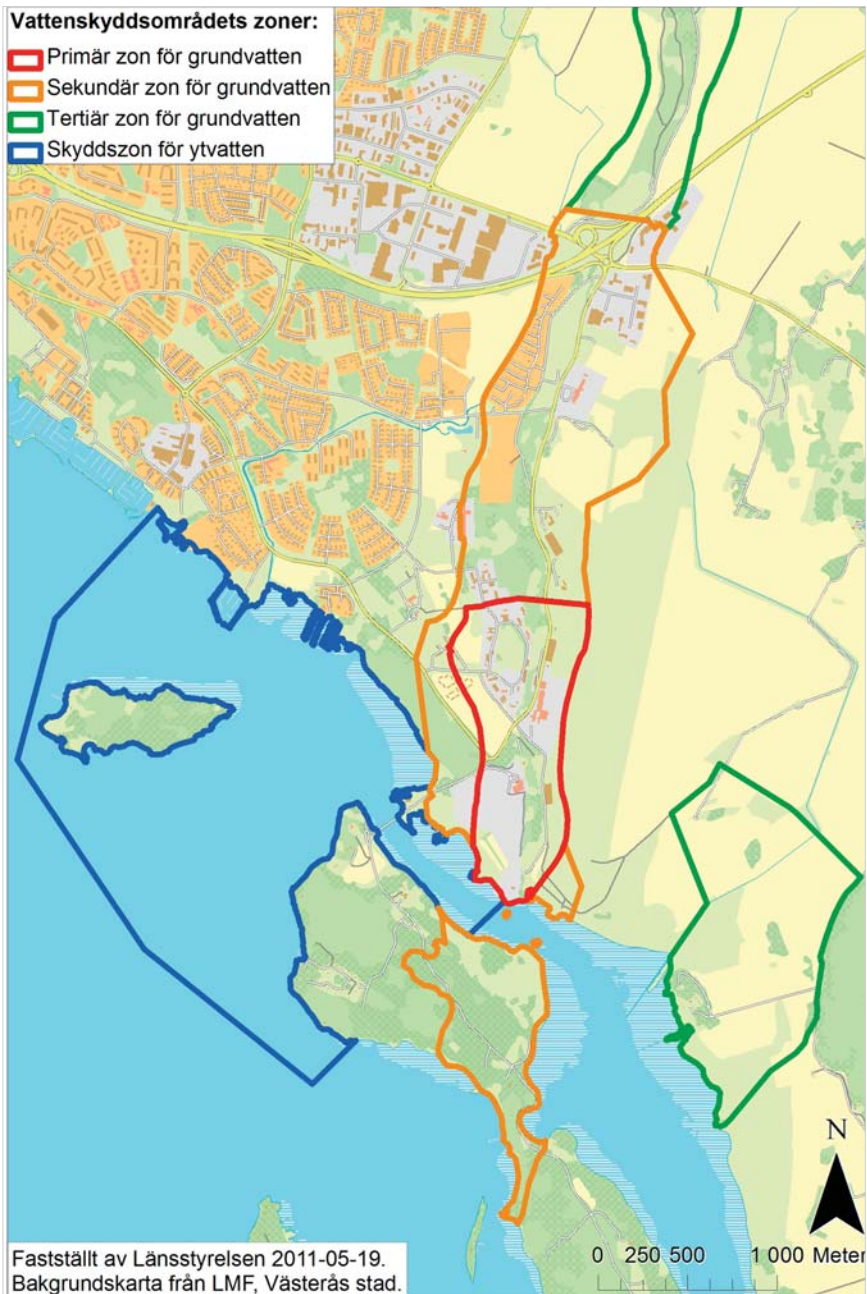 Vattenskyddsområdets zoner:
Primär zon för grundvatten
Sekundär zon för grundvatten
Tertiär zon för grundvatten
Skyddszon för ytvatten
N
0 250 500 1 000 Meter
Fastställt av Länsstyrelsen 2011-05-19.
Bakgrundskarta från LMF, Västerås stad.